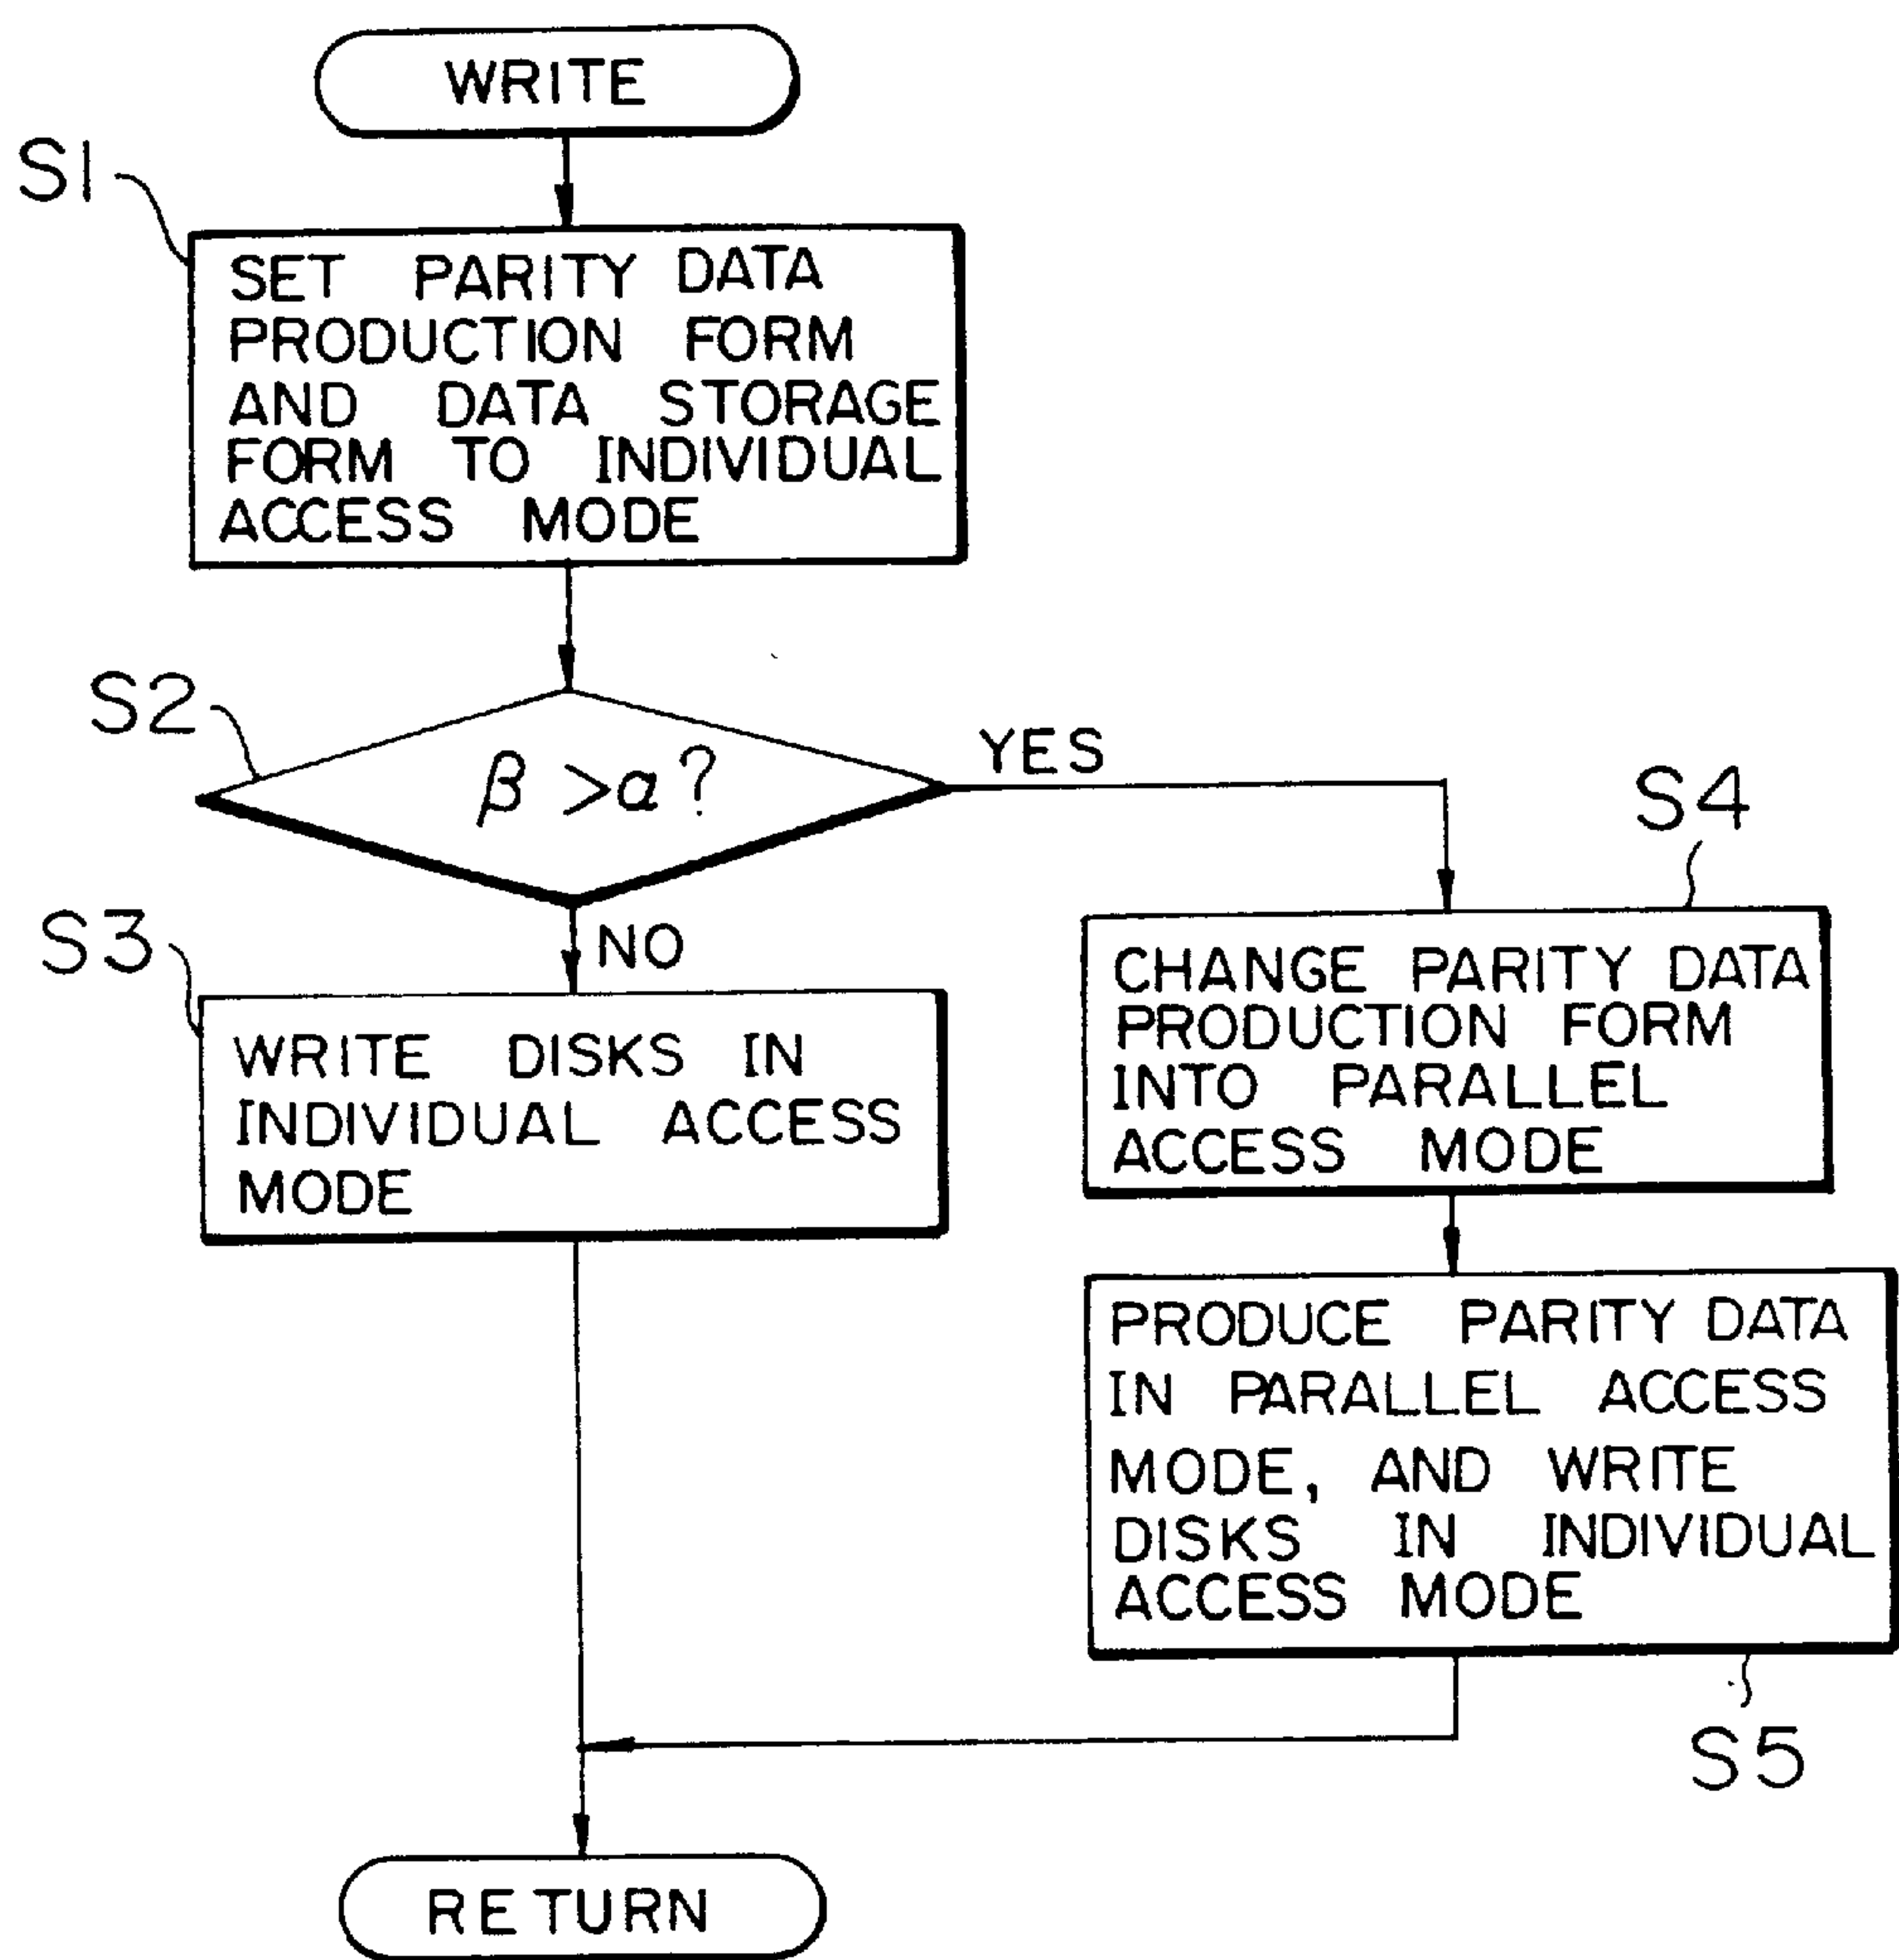 WRITE
S1
SET PARITY DATA
PRODUCTION FORM
AND DATA STORAGE
FORM TO INDIVIDUAL
ACCESS MODE
S2
β > α ?
YES
NO
S3
WRITE DISKS IN
INDIVIDUAL ACCESS
MODE
S4
CHANGE PARITY DATA
PRODUCTION FORM
INTO PARALLEL
ACCESS MODE
PRODUCE PARITY DATA
IN PARALLEL ACCESS
MODE, AND WRITE
DISKS IN INDIVIDUAL
ACCESS MODE
S5
RETURN